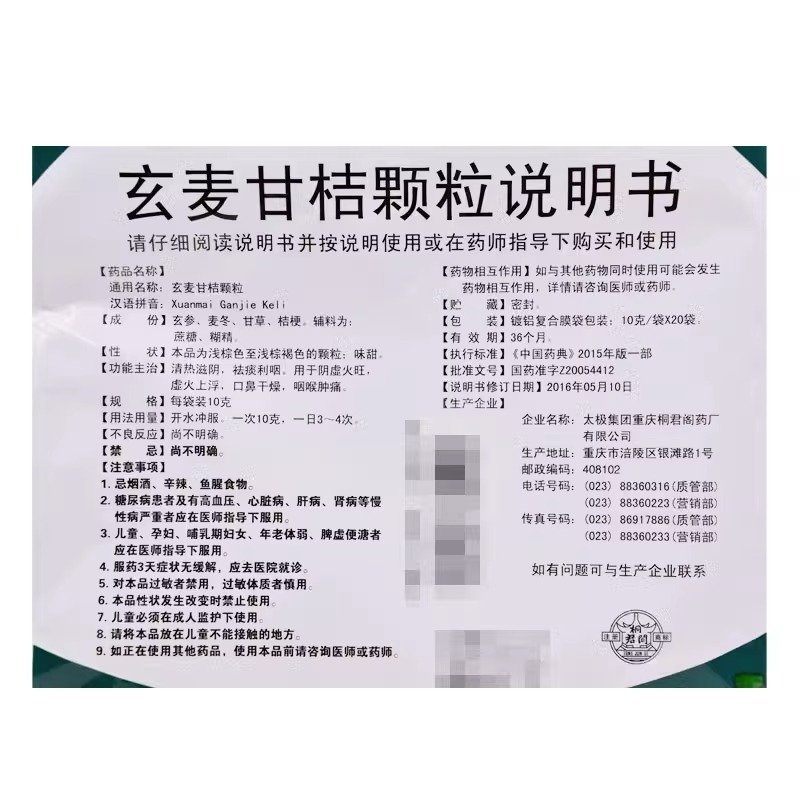 玄麦甘桔颗粒说明书
请仔细阅读说明书并按说明使用或在药师指导下购买和使用
【药品名称】
通用名称：玄麦甘桔颗粒
汉语拼音：Xuanmai Ganjie Keli
【成　　份】玄参、麦冬、甘草、桔梗。辅料为：
蔗糖、糊精。
【性　　状】本品为浅棕色至浅棕褐色的颗粒；味甜。
【功能主治】清热滋阴，祛痰利咽。用于阴虚火旺，
虚火上浮，口鼻干燥，咽喉肿痛。
【规　　格】每袋装10克
【用法用量】开水冲服。一次10克，一日3～4次。
【不良反应】尚不明确。
【禁　　忌】尚不明确。
【注意事项】
1. 忌烟酒、辛辣、鱼腥食物。
2. 糖尿病患者及有高血压、心脏病、肝病、肾病等慢
性病严重者应在医师指导下服用。
3. 儿童、孕妇、哺乳期妇女、年老体弱、脾虚便溏者
应在医师指导下服用。
4. 服药3天症状无缓解，应去医院就诊。
5. 对本品过敏者禁用，过敏体质者慎用。
6. 本品性状发生改变时禁止使用。
7. 儿童必须在成人监护下使用。
8. 请将本品放在儿童不能接触的地方。
9. 如正在使用其他药品，使用本品前请咨询医师或药师。
【药物相互作用】如与其他药物同时使用可能会发生
药物相互作用，详情请咨询医师或药师。
【贮　　藏】密封。
【包　　装】镀铝复合膜袋包装；10克/袋X20袋。
【有 效 期】36个月。
【执行标准】《中国药典》2015年版一部
【批准文号】国药准字Z20054412
【说明书修订日期】2016年05月10日
【生产企业】
企业名称：太极集团重庆桐君阁药厂
有限公司
生产地址：重庆市涪陵区银滩路1号
邮政编码：408102
电话号码：(023) 88360316(质管部)
(023) 88360223(营销部)
传真号码：(023) 86917886(质管部)
(023) 88360233(营销部)
如有问题可与生产企业联系
桐君阁
注册 商标